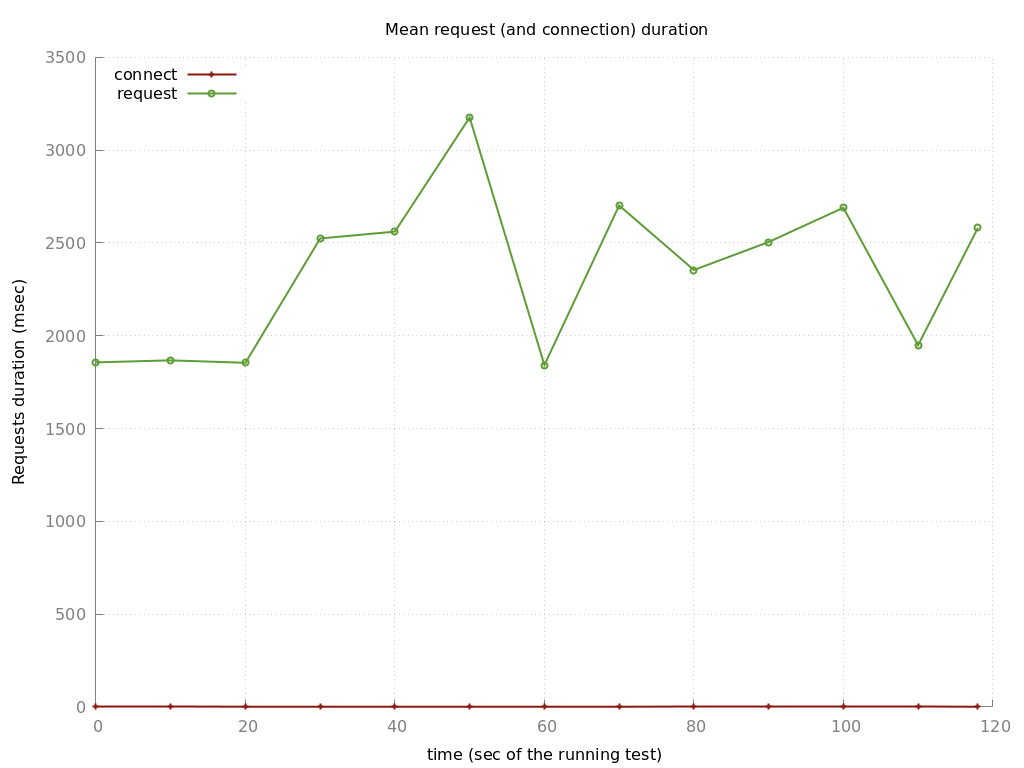 Mean request (and connection) duration
3500
connect
request
3000
2500
2000
1500
1000
500
0
Requests duration (msec)
0 20 40 60 80 100 120
time (sec of the running test)